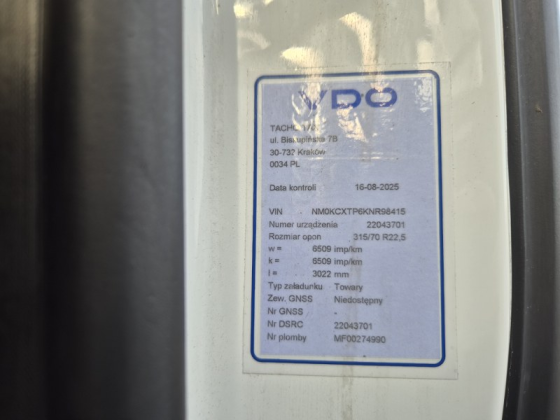 VDO
TACHO
ul. Biskupińska 7B
30-732 Kraków
0034 PL
Data kontroli 16-08-2025
VIN NM0KCXTP6KNR98415
Numer urządzenia 22043701
Rozmiar opon 315/70 R22,5
w = 6509 imp/km
k = 6509 imp/km
l = 3022 mm
Typ załadunku Towary
Zew. GNSS Niedostępny
Nr GNSS -
Nr DSRC 22043701
Nr plomby MF00274990